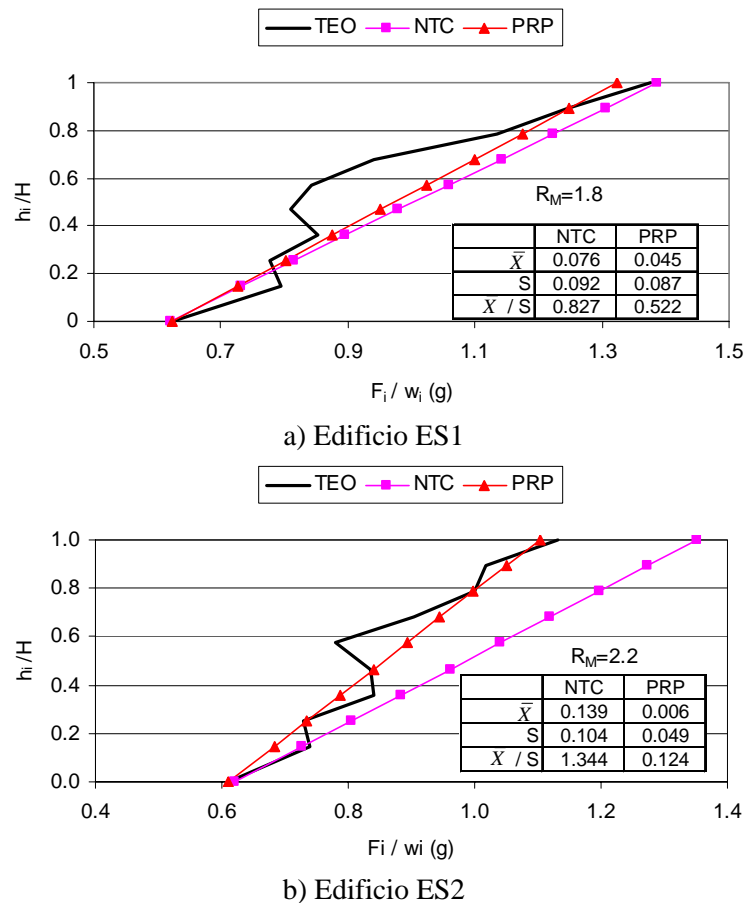 TEO NTC PRP
1
0.8
0.6
0.4
0.2
0
hi/H
RM=1.8
NTC PRP
X̄ 0.076 0.045
S 0.092 0.087
X / S 0.827 0.522
0.5 0.7 0.9 1.1 1.3 1.5
Fi / wi (g)
a) Edificio ES1
TEO NTC PRP
1.0
0.8
0.6
0.4
0.2
0.0
hi/H
RM=2.2
NTC PRP
X̄ 0.139 0.006
S 0.104 0.049
X / S 1.344 0.124
0.4 0.6 0.8 1.0 1.2 1.4
Fi / wi (g)
b) Edificio ES2